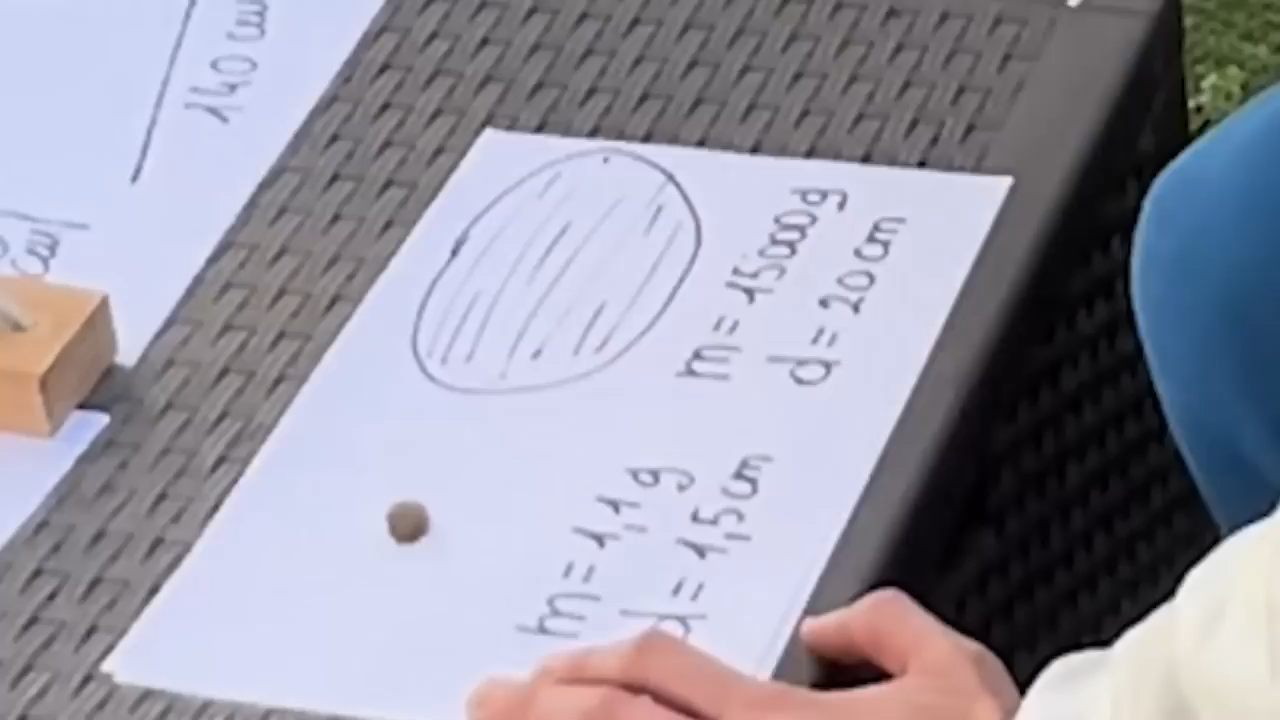 140 cm
m = 15000 g
d = 20 cm
m = 1,1 g
d = 1,5 cm